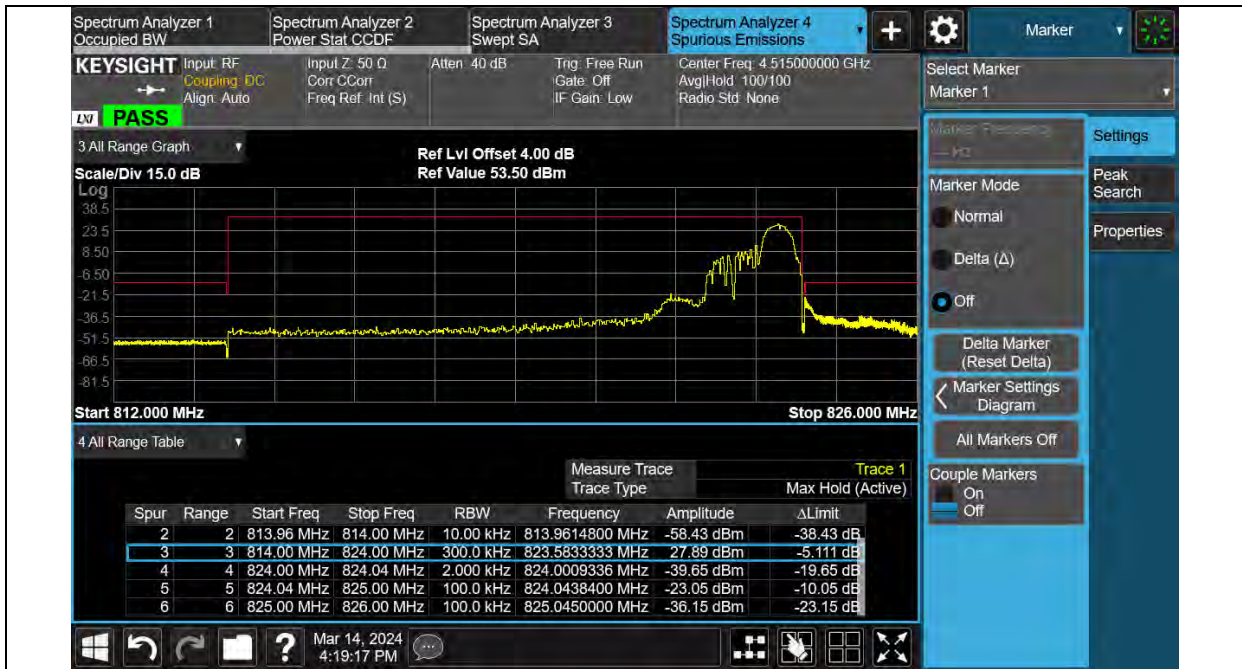 Spectrum Analyzer 1
Occupied BW
Spectrum Analyzer 2
Power Stat CCDF
Spectrum Analyzer 3
Swept SA
Spectrum Analyzer 4
Spurious Emissions
Marker
KEYSIGHT
Input: RF
Coupling: DC
Align: Auto
Input Z: 50 Ω
Corr CCorr
Freq Ref: Int (S)
Atten: 40 dB
Trig: Free Run
Gate: Off
IF Gain: Low
Center Freq: 4.515000000 GHz
Avg|Hold: 100/100
Radio Std: None
LXI
PASS
Select Marker
Marker 1
3 All Range Graph
Ref Lvl Offset 4.00 dB
Scale/Div 15.0 dB
Ref Value 53.50 dBm
Log
38.5
23.5
8.50
-6.50
-21.5
-36.5
-51.5
-66.5
-81.5
Start 812.000 MHz
Stop 826.000 MHz
Marker Frequency
--- Hz
Settings
Peak
Search
Properties
Marker Mode
Normal
Delta (Δ)
Off
Delta Marker
(Reset Delta)
Marker Settings
Diagram
All Markers Off
Couple Markers
On
Off
4 All Range Table
Measure Trace Trace 1
Trace Type Max Hold (Active)
Spur Range Start Freq Stop Freq RBW Frequency Amplitude ΔLimit
2 2 813.96 MHz 814.00 MHz 10.00 kHz 813.9614800 MHz -58.43 dBm -38.43 dB
3 3 814.00 MHz 824.00 MHz 300.0 kHz 823.5833333 MHz 27.89 dBm -5.111 dB
4 4 824.00 MHz 824.04 MHz 2.000 kHz 824.0009336 MHz -39.65 dBm -19.65 dB
5 5 824.04 MHz 825.00 MHz 100.0 kHz 824.0438400 MHz -23.05 dBm -10.05 dB
6 6 825.00 MHz 826.00 MHz 100.0 kHz 825.0450000 MHz -36.15 dBm -23.15 dB
?
Mar 14, 2024
4:19:17 PM